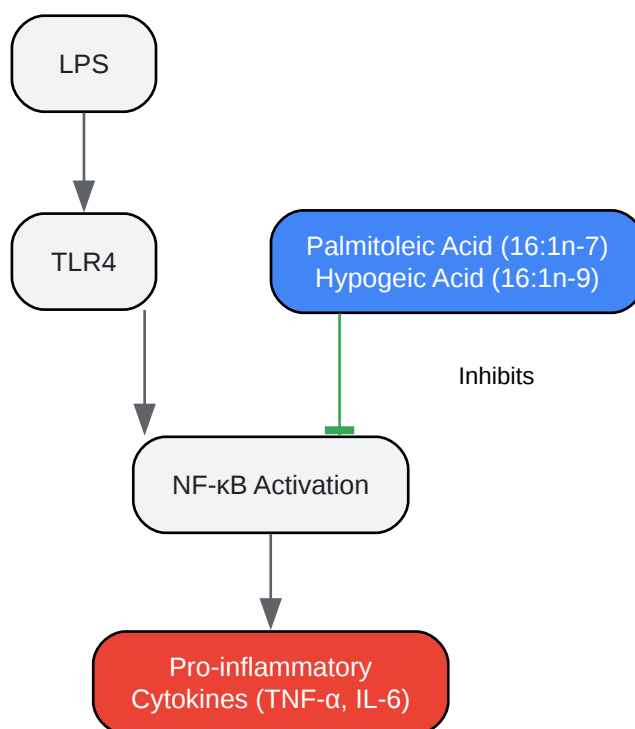 LPS
TLR4
Palmitoleic Acid (16:1n-7)
Hypogeic Acid (16:1n-9)
Inhibits
NF-κB Activation
Pro-inflammatory
Cytokines (TNF-α, IL-6)